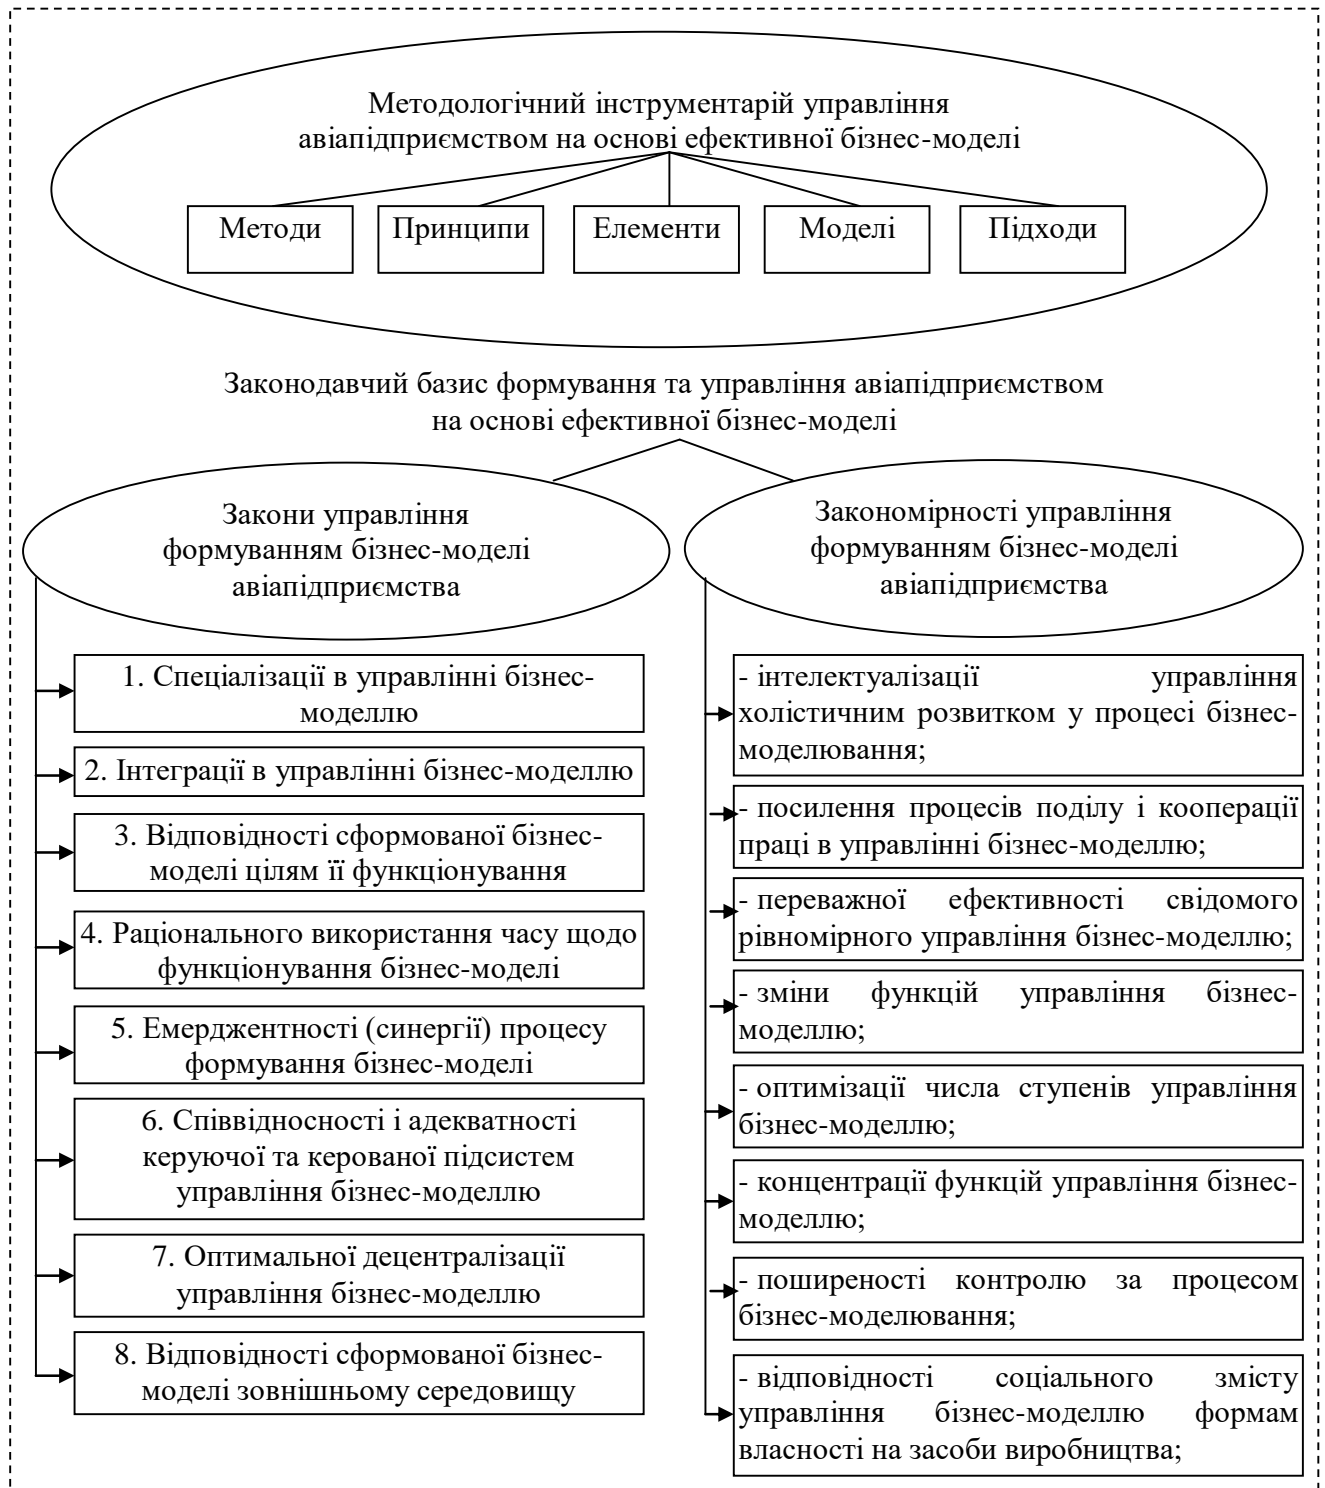 Методологічний інструментарій управління
авіапідприємством на основі ефективної бізнес-моделі
Методи
Принципи
Елементи
Моделі
Підходи
Законодавчий базис формування та управління авіапідприємством
на основі ефективної бізнес-моделі
Закони управління
формуванням бізнес-моделі
авіапідприємства
1. Спеціалізації в управлінні бізнес-
моделлю
2. Інтеграції в управлінні бізнес-моделлю
3. Відповідності сформованої бізнес-
моделі цілям її функціонування
4. Раціонального використання часу щодо
функціонування бізнес-моделі
5. Емерджентності (синергії) процесу
формування бізнес-моделі
6. Співвідносності і адекватності
керуючої та керованої підсистем
управління бізнес-моделлю
7. Оптимальної децентралізації
управління бізнес-моделлю
8. Відповідності сформованої бізнес-
моделі зовнішньому середовищу
Закономірності управління
формуванням бізнес-моделі
авіапідприємства
- інтелектуалізації управління
холістичним розвитком у процесі бізнес-
моделювання;
- посилення процесів поділу і кооперації
праці в управлінні бізнес-моделлю;
- переважної ефективності свідомого
рівномірного управління бізнес-моделлю;
- зміни функцій управління бізнес-
моделлю;
- оптимізації числа ступенів управління
бізнес-моделлю;
- концентрації функцій управління бізнес-
моделлю;
- поширеності контролю за процесом
бізнес-моделювання;
- відповідності соціального змісту
управління бізнес-моделлю формам
власності на засоби виробництва;